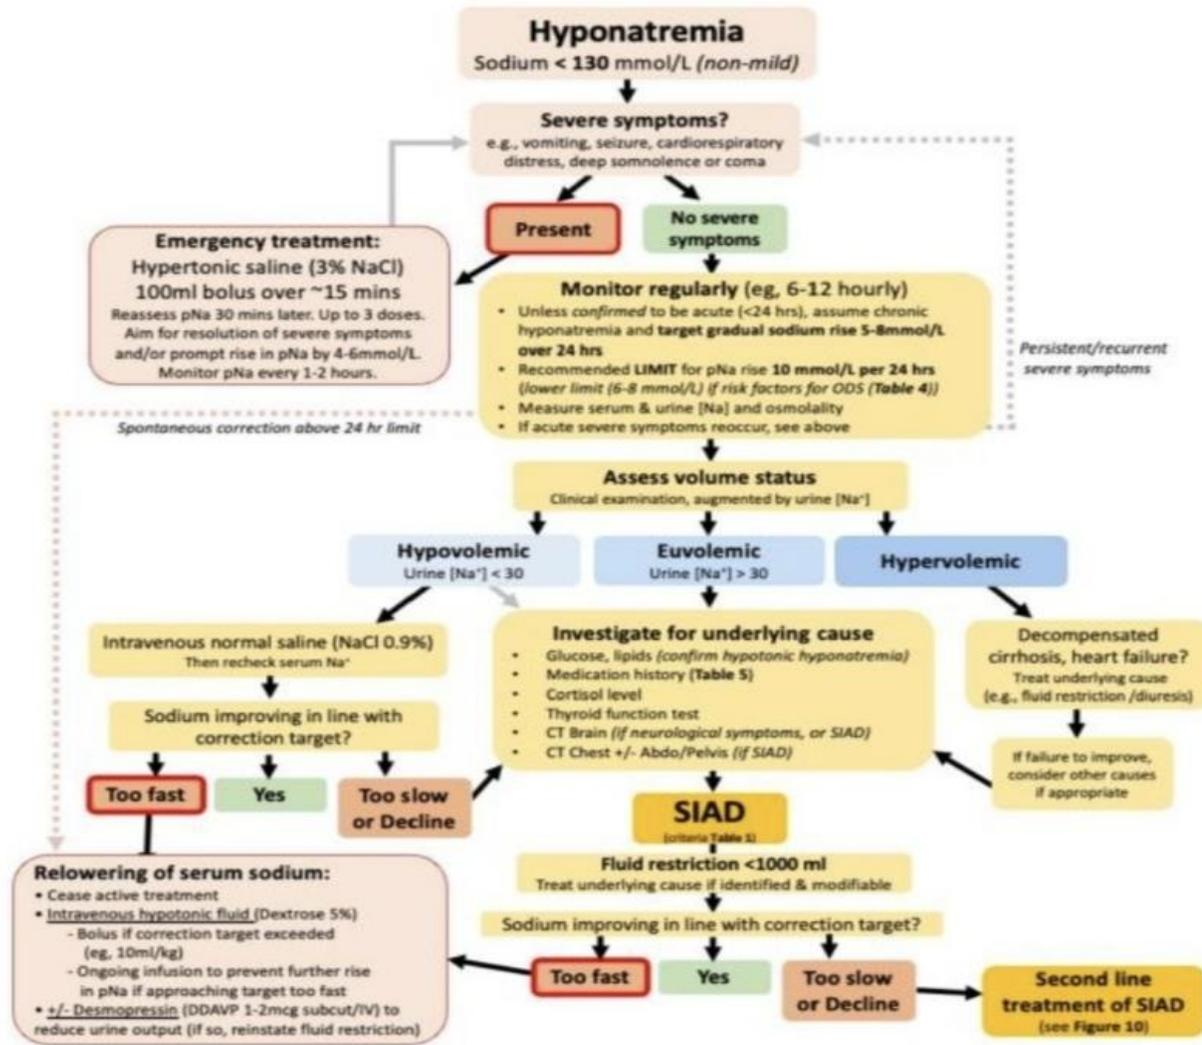 Hyponatremia
Sodium < 130 mmol/L (non-mild)
Severe symptoms?
e.g., vomiting, seizure, cardiorespiratory
distress, deep somnolence or coma
Present
No severe
symptoms
Emergency treatment:
Hypertonic saline (3% NaCl)
100ml bolus over ~15 mins
Reassess pNa 30 mins later. Up to 3 doses.
Aim for resolution of severe symptoms
and/or prompt rise in pNa by 4-6mmol/L.
Monitor pNa every 1-2 hours.
Monitor regularly (eg, 6-12 hourly)
• Unless confirmed to be acute (<24 hrs), assume chronic
hyponatremia and target gradual sodium rise 5-8mmol/L
over 24 hrs
• Recommended LIMIT for pNa rise 10 mmol/L per 24 hrs
(lower limit (6-8 mmol/L) if risk factors for ODS (Table 4))
• Measure serum & urine [Na] and osmolality
• If acute severe symptoms reoccur, see above
Persistent/recurrent
severe symptoms
Spontaneous correction above 24 hr limit
Assess volume status
Clinical examination, augmented by urine [Na⁺]
Hypovolemic
Urine [Na⁺] < 30
Euvolemic
Urine [Na⁺] > 30
Hypervolemic
Intravenous normal saline (NaCl 0.9%)
Then recheck serum Na⁺
Sodium improving in line with
correction target?
Too fast
Yes
Too slow
or Decline
Investigate for underlying cause
• Glucose, lipids (confirm hypotonic hyponatremia)
• Medication history (Table 5)
• Cortisol level
• Thyroid function test
• CT Brain (if neurological symptoms, or SIAD)
• CT Chest +/- Abdo/Pelvis (if SIAD)
Decompensated
cirrhosis, heart failure?
Treat underlying cause
(e.g., fluid restriction /diuresis)
If failure to improve,
consider other causes
if appropriate
SIAD
(criteria Table 1)
Fluid restriction <1000 ml
Treat underlying cause if identified & modifiable
Sodium improving in line with correction target?
Too fast
Yes
Too slow
or Decline
Second line
treatment of SIAD
(see Figure 10)
Relowering of serum sodium:
• Cease active treatment
• Intravenous hypotonic fluid (Dextrose 5%)
- Bolus if correction target exceeded
(eg, 10ml/kg)
- Ongoing infusion to prevent further rise
in pNa if approaching target too fast
• +/- Desmopressin (DDAVP 1-2mcg subcut/IV) to
reduce urine output (if so, reinstate fluid restriction)